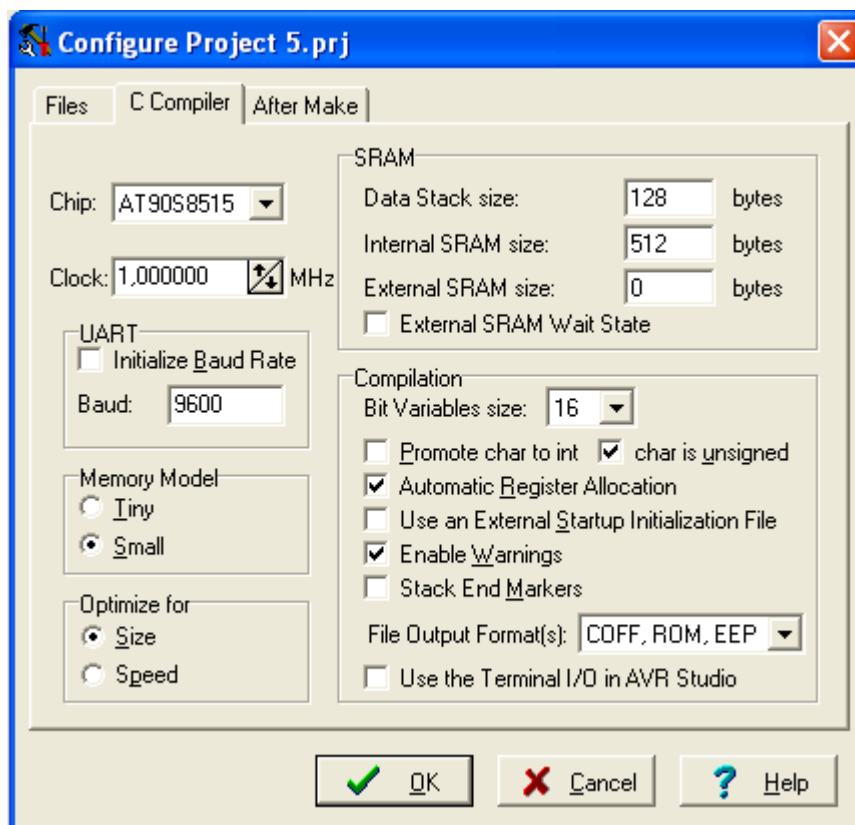 Configure Project 5.prj
Files C Compiler After Make
Chip: AT90S8515
Clock: 1,000000 MHz
UART
Initialize Baud Rate
Baud: 9600
Memory Model
Tiny
Small
Optimize for
Size
Speed
SRAM
Data Stack size: 128 bytes
Internal SRAM size: 512 bytes
External SRAM size: 0 bytes
External SRAM Wait State
Compilation
Bit Variables size: 16
Promote char to int char is unsigned
Automatic Register Allocation
Use an External Startup Initialization File
Enable Warnings
Stack End Markers
File Output Format(s): COFF, ROM, EEP
Use the Terminal I/O in AVR Studio
OK Cancel Help